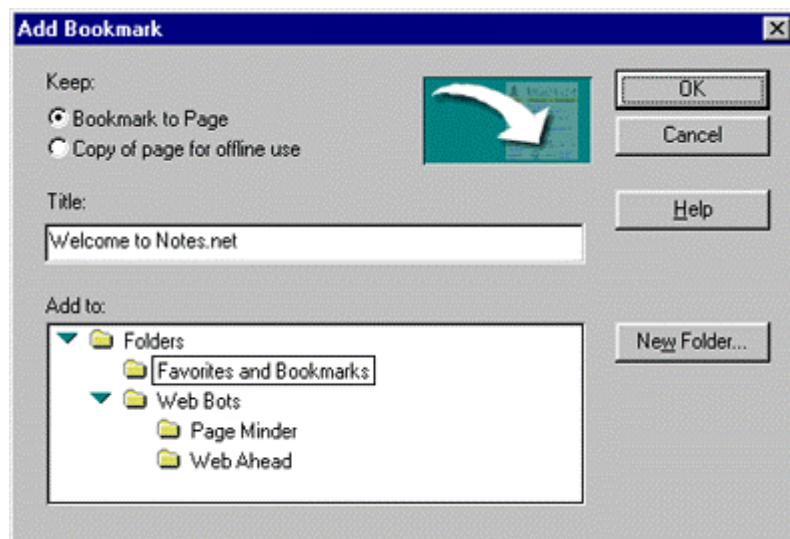 Add Bookmark
Keep:
Bookmark to Page
Copy of page for offline use
OK
Cancel
Title:
Help
Welcome to Notes.net
Add to:
Folders
New Folder...
Favorites and Bookmarks
Web Bots
Page Minder
Web Ahead